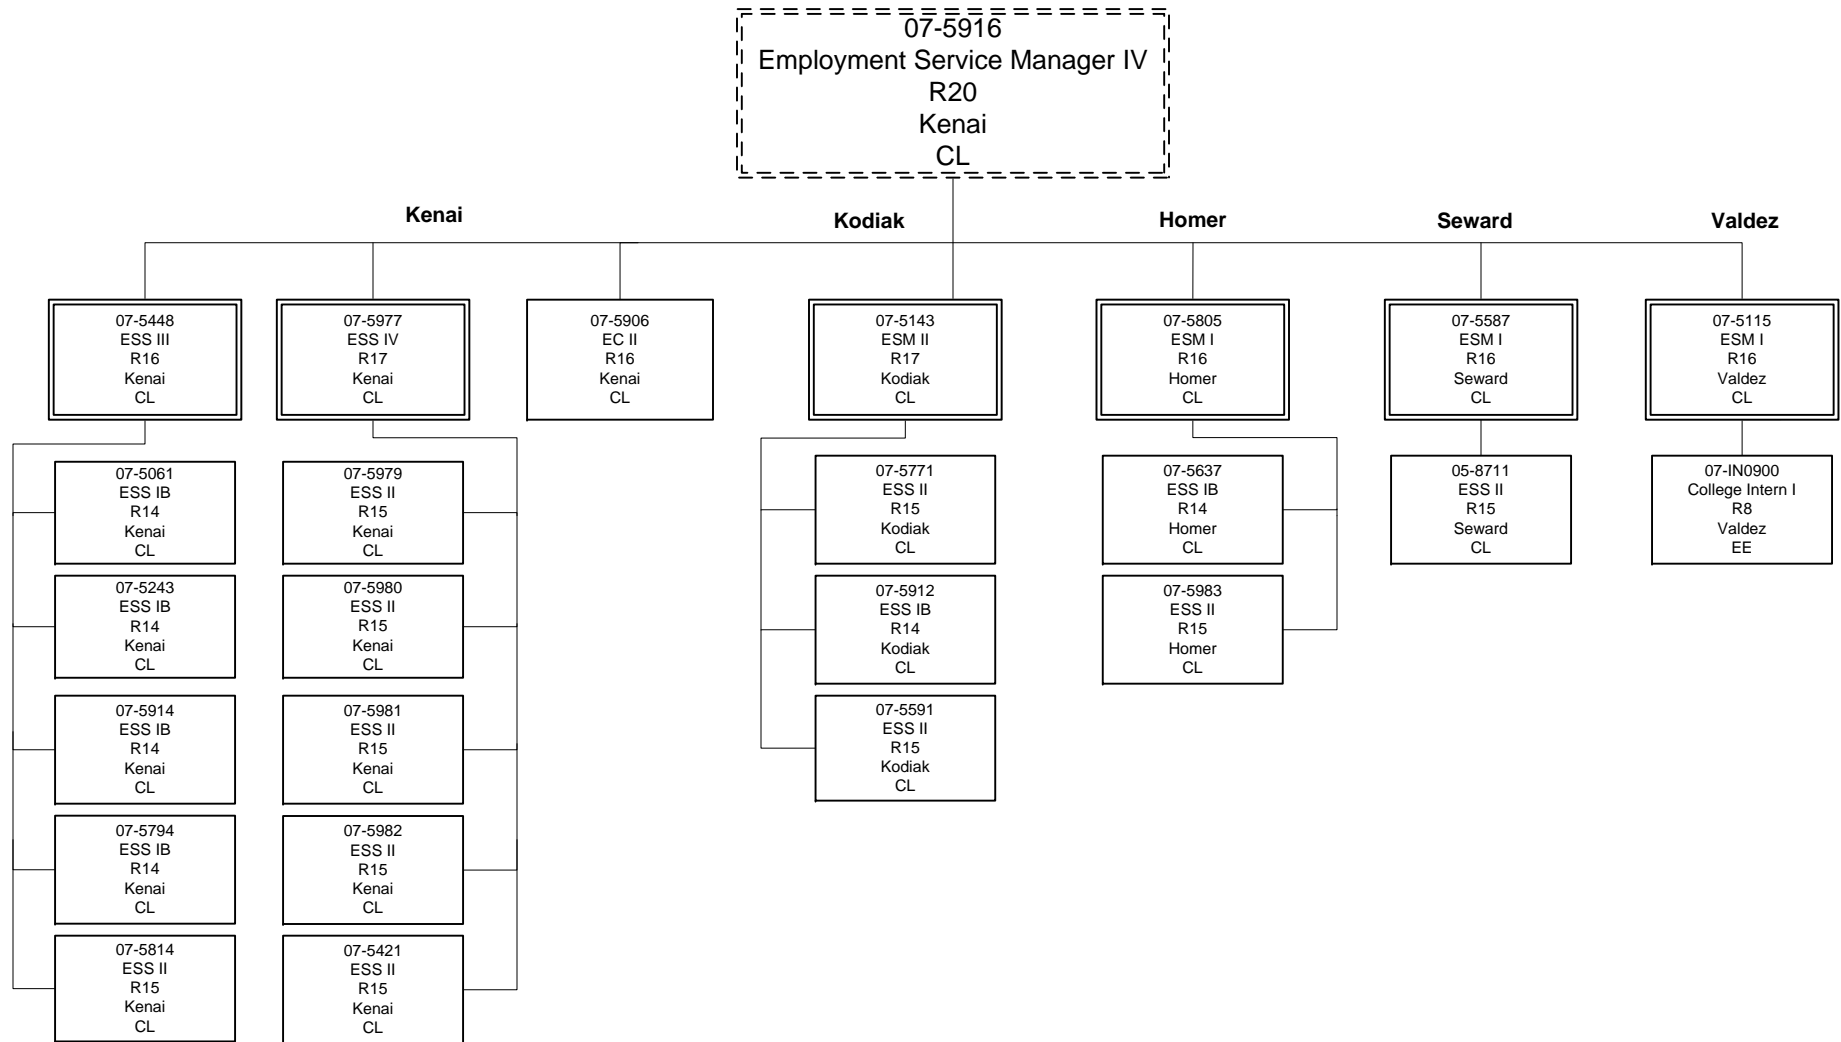 07-5916
Employment Service Manager IV
R20
Kenai
CL
Kenai
Kodiak
Homer
Seward
Valdez
07-5448
ESS III
R16
Kenai
CL
07-5977
ESS IV
R17
Kenai
CL
07-5906
EC II
R16
Kenai
CL
07-5143
ESM II
R17
Kodiak
CL
07-5805
ESM I
R16
Homer
CL
07-5587
ESM I
R16
Seward
CL
07-5115
ESM I
R16
Valdez
CL
07-5061
ESS IB
R14
Kenai
CL
07-5243
ESS IB
R14
Kenai
CL
07-5914
ESS IB
R14
Kenai
CL
07-5794
ESS IB
R14
Kenai
CL
07-5814
ESS II
R15
Kenai
CL
07-5979
ESS II
R15
Kenai
CL
07-5980
ESS II
R15
Kenai
CL
07-5981
ESS II
R15
Kenai
CL
07-5982
ESS II
R15
Kenai
CL
07-5421
ESS II
R15
Kenai
CL
07-5771
ESS II
R15
Kodiak
CL
07-5912
ESS IB
R14
Kodiak
CL
07-5591
ESS II
R15
Kodiak
CL
07-5637
ESS IB
R14
Homer
CL
07-5983
ESS II
R15
Homer
CL
05-8711
ESS II
R15
Seward
CL
07-IN0900
College Intern I
R8
Valdez
EE